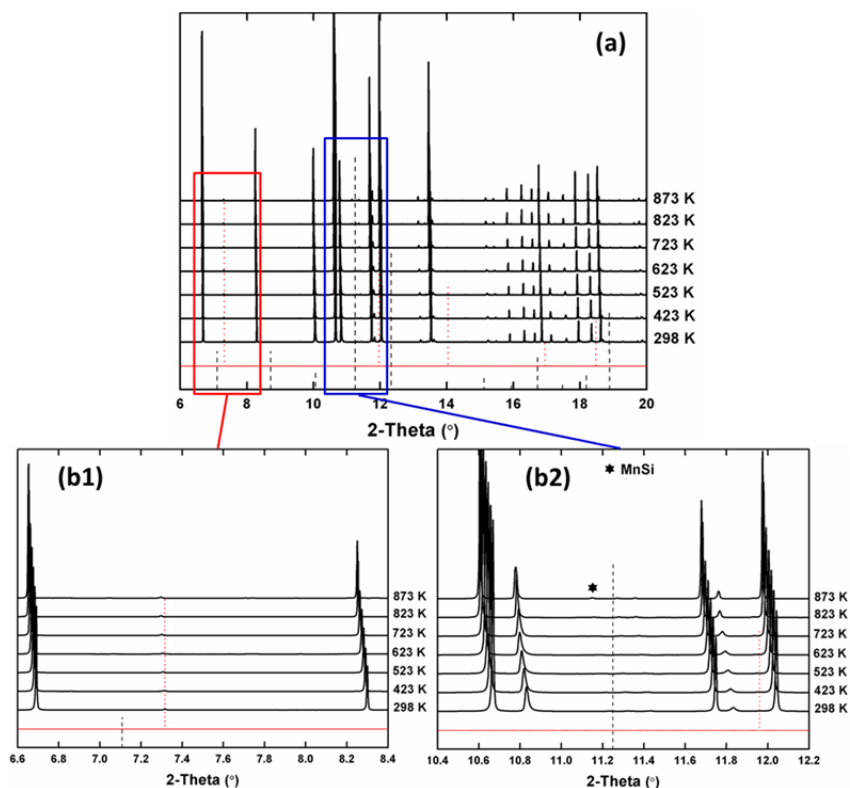 (a)
873 K
823 K
723 K
623 K
523 K
423 K
298 K
6 8 10 12 14 16 18 20
2-Theta (°)
(b1)
873 K
823 K
723 K
623 K
523 K
423 K
298 K
6.6 6.8 7.0 7.2 7.4 7.6 7.8 8.0 8.2 8.4
2-Theta (°)
(b2)
MnSi
873 K
823 K
723 K
623 K
523 K
423 K
298 K
10.4 10.6 10.8 11.0 11.2 11.4 11.6 11.8 12.0 12.2
2-Theta (°)